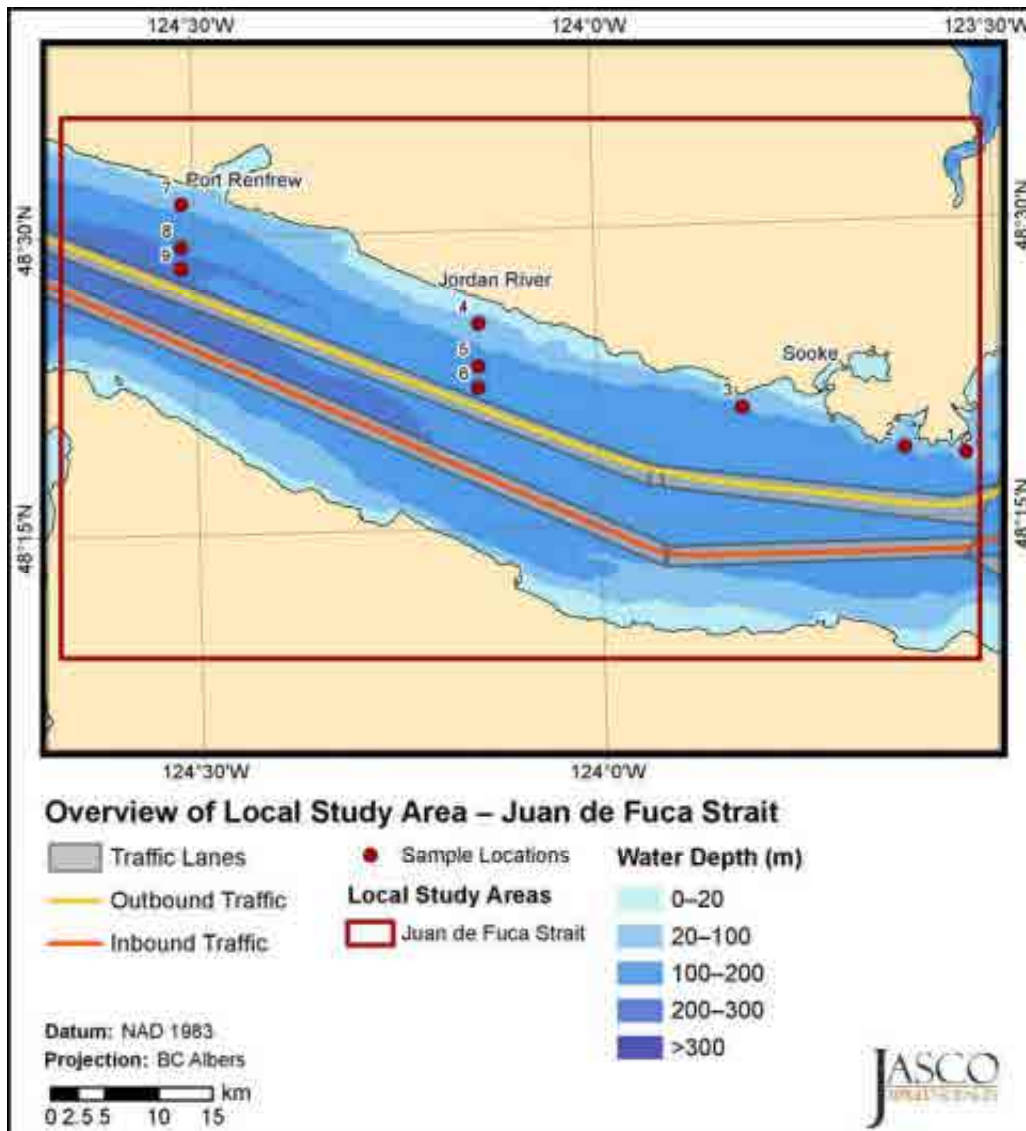 124°30'W 124°0'W 123°30'W
7 Port Renfrew
48°30'N 8 48°30'N
9
Jordan River
4
5
6
Sooke
3
2 1
48°15'N 48°15'N
124°30'W 124°0'W
Overview of Local Study Area – Juan de Fuca Strait
Traffic Lanes
Outbound Traffic
Inbound Traffic
Sample Locations
Local Study Areas
Juan de Fuca Strait
Water Depth (m)
0–20
20–100
100–200
200–300
>300
Datum: NAD 1983
Projection: BC Albers
km
0 2.5 5 10 15
JASCO
APPLIED SCIENCES